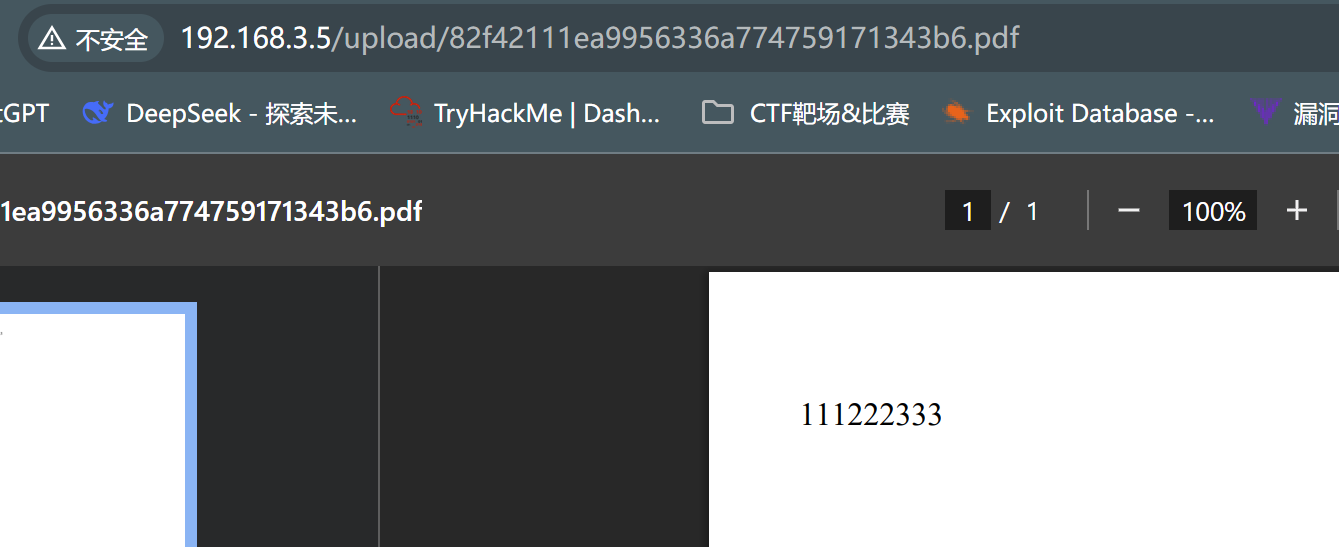 不安全 192.168.3.5/upload/82f42111ea9956336a774759171343b6.pdf
tGPT DeepSeek - 探索未... TryHackMe | Dash... CTF靶场&比赛 Exploit Database -... 漏洞
1ea9956336a774759171343b6.pdf 1 / 1 100%
111222333